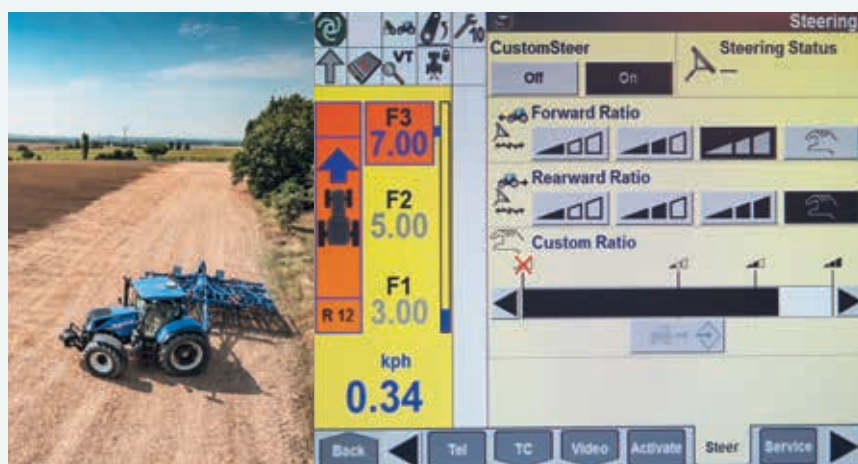 Steering
10
VT
CustomSteer
Steering Status
Off
On
F3
7.00
Forward Ratio
F2
5.00
Rearward Ratio
Custom Ratio
F1
3.00
R 12
kph
0.34
Back
Tel
TC
Video
Activate
Steer
Service